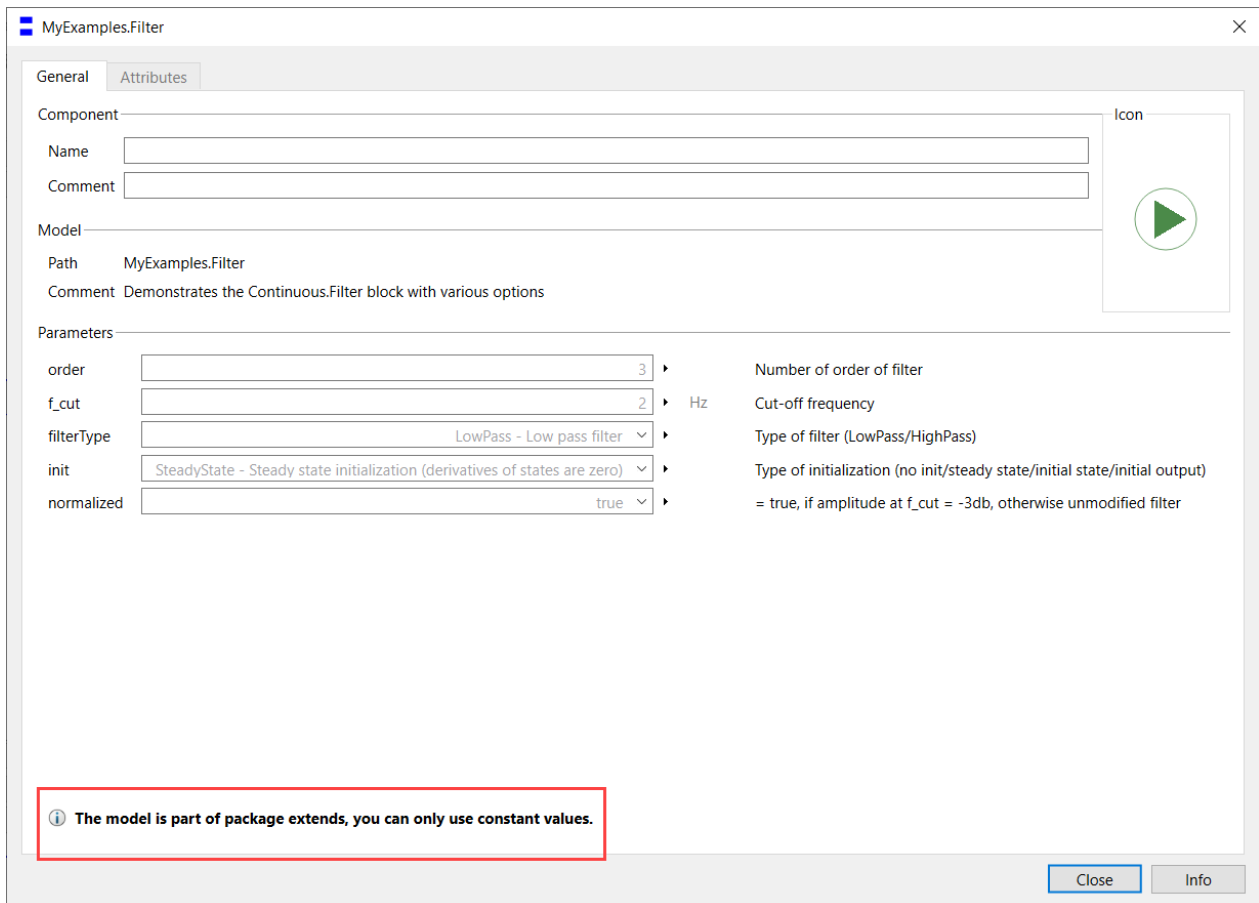 MyExamples.Filter
General Attributes
Component
Icon
Name
Comment
Model
Path MyExamples.Filter
Comment Demonstrates the Continuous.Filter block with various options
Parameters
order 3 Number of order of filter
f_cut 2 Hz Cut-off frequency
filterType LowPass - Low pass filter Type of filter (LowPass/HighPass)
init SteadyState - Steady state initialization (derivatives of states are zero) Type of initialization (no init/steady state/initial state/initial output)
normalized true = true, if amplitude at f_cut = -3db, otherwise unmodified filter
The model is part of package extends, you can only use constant values.
Close Info